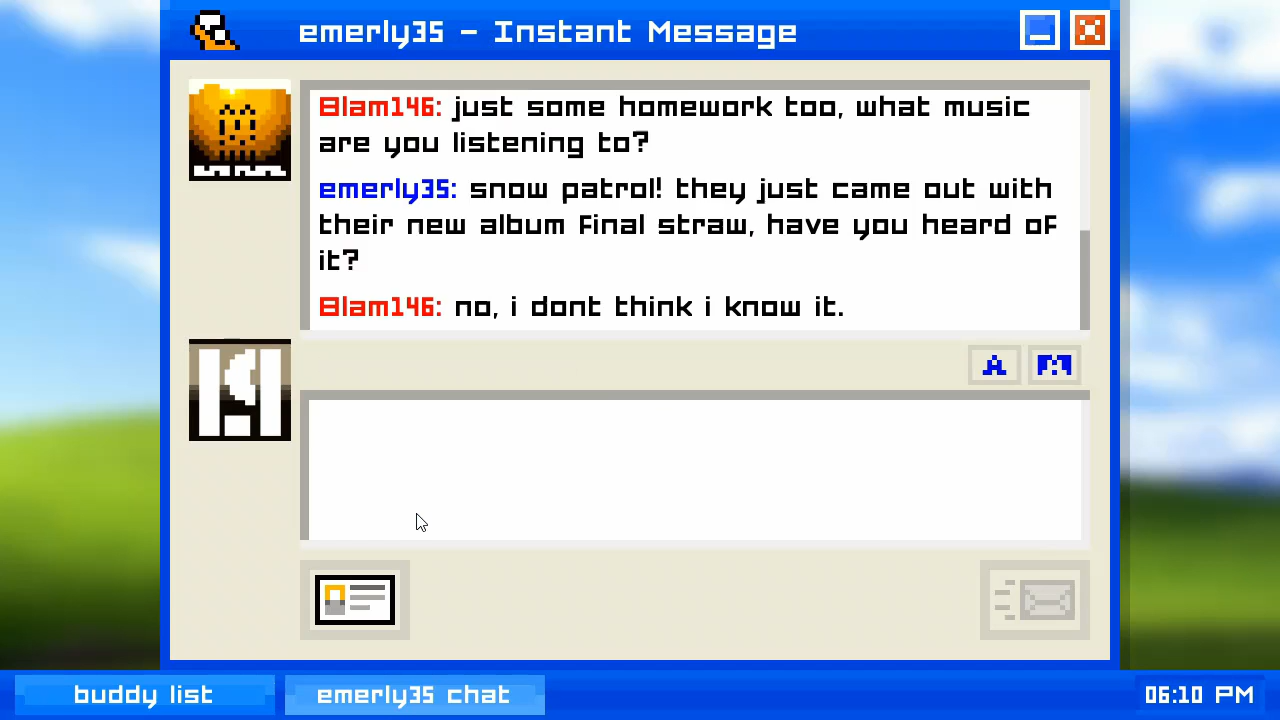 emerly35 - Instant Message
Blam146: just some homework too, what music
are you listening to?
emerly35: snow patrol! they just came out with
their new album final straw, have you heard of
it?
Blam146: no, i dont think i know it.
A
buddy list
emerly35 chat
06:10 PM